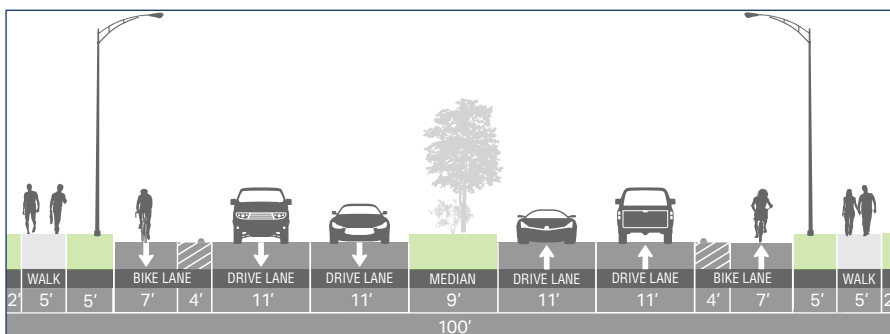 WALK BIKE LANE DRIVE LANE DRIVE LANE MEDIAN DRIVE LANE DRIVE LANE BIKE LANE WALK
2' 5' 5' 7' 4' 11' 11' 9' 11' 11' 4' 7' 5' 5' 2
100'